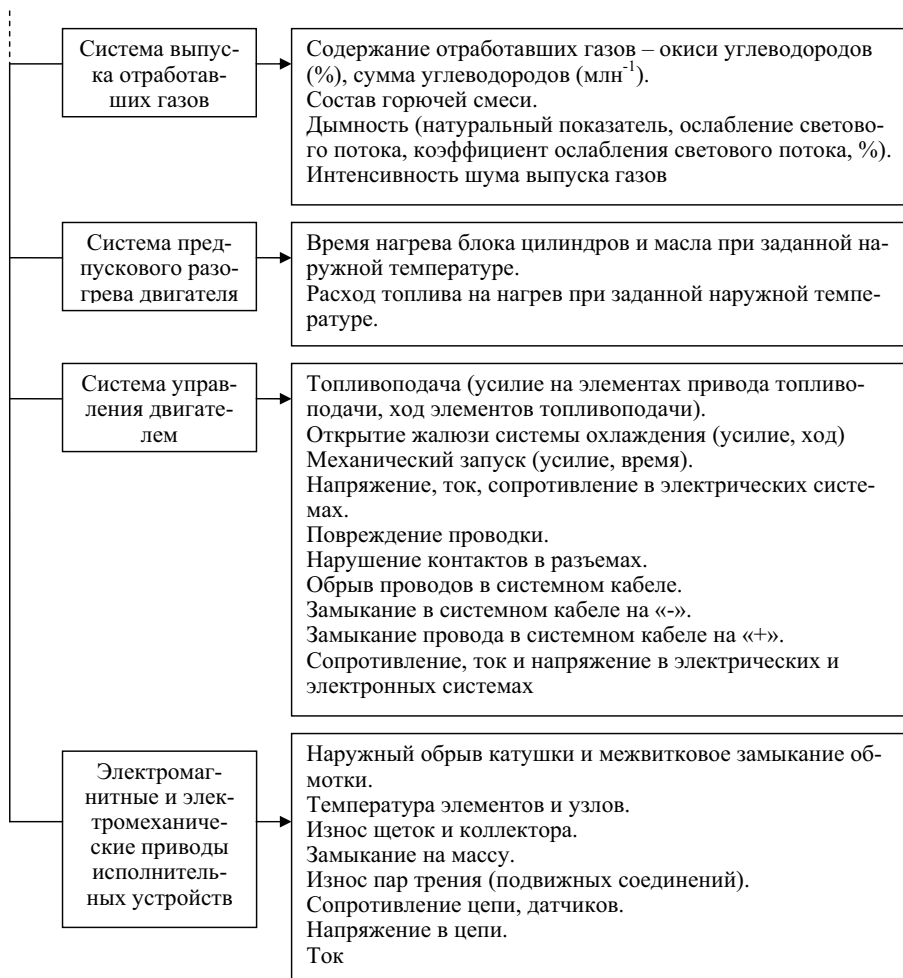 Система выпус-
ка отработав-
ших газов
Содержание отработавших газов – окиси углеводородов
(%), сумма углеводородов (млн⁻¹).
Состав горючей смеси.
Дымность (натуральный показатель, ослабление светово-
го потока, коэффициент ослабления светового потока, %).
Интенсивность шума выпуска газов
Система пред-
пускового разо-
грева двигателя
Время нагрева блока цилиндров и масла при заданной на-
ружной температуре.
Расход топлива на нагрев при заданной наружной темпе-
ратуре.
Система управ-
ления двигате-
лем
Топливоподача (усилие на элементах привода топливо-
подачи, ход элементов топливоподачи).
Открытие жалюзи системы охлаждения (усилие, ход)
Механический запуск (усилие, время).
Напряжение, ток, сопротивление в электрических систе-
мах.
Повреждение проводки.
Нарушение контактов в разъемах.
Обрыв проводов в системном кабеле.
Замыкание в системном кабеле на «-».
Замыкание провода в системном кабеле на «+».
Сопротивление, ток и напряжение в электрических и
электронных системах
Электромаг-
нитные и элек-
тромеханиче-
ские приводы
исполнитель-
ных устройств
Наружный обрыв катушки и межвитковое замыкание об-
мотки.
Температура элементов и узлов.
Износ щеток и коллектора.
Замыкание на массу.
Износ пар трения (подвижных соединений).
Сопротивление цепи, датчиков.
Напряжение в цепи.
Ток